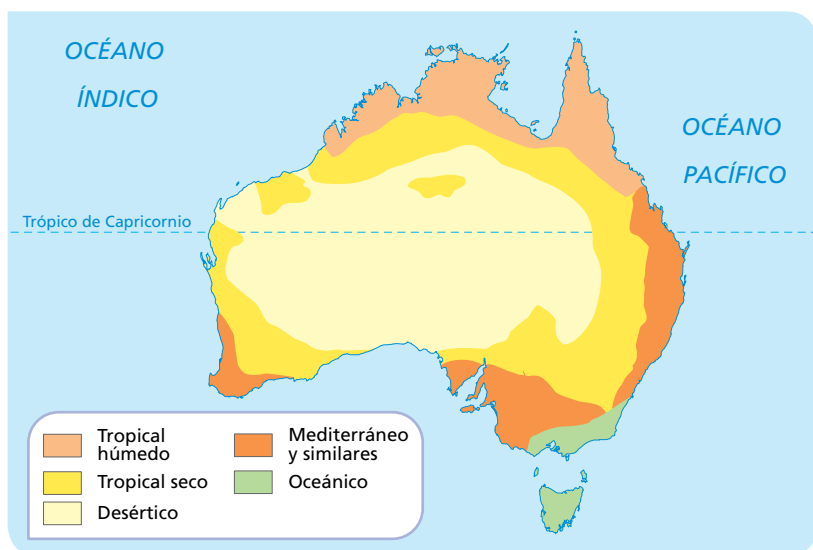 OCÉANO
ÍNDICO
OCÉANO
PACÍFICO
Trópico de Capricornio
Tropical
húmedo
Tropical seco
Desértico
Mediterráneo
y similares
Oceánico